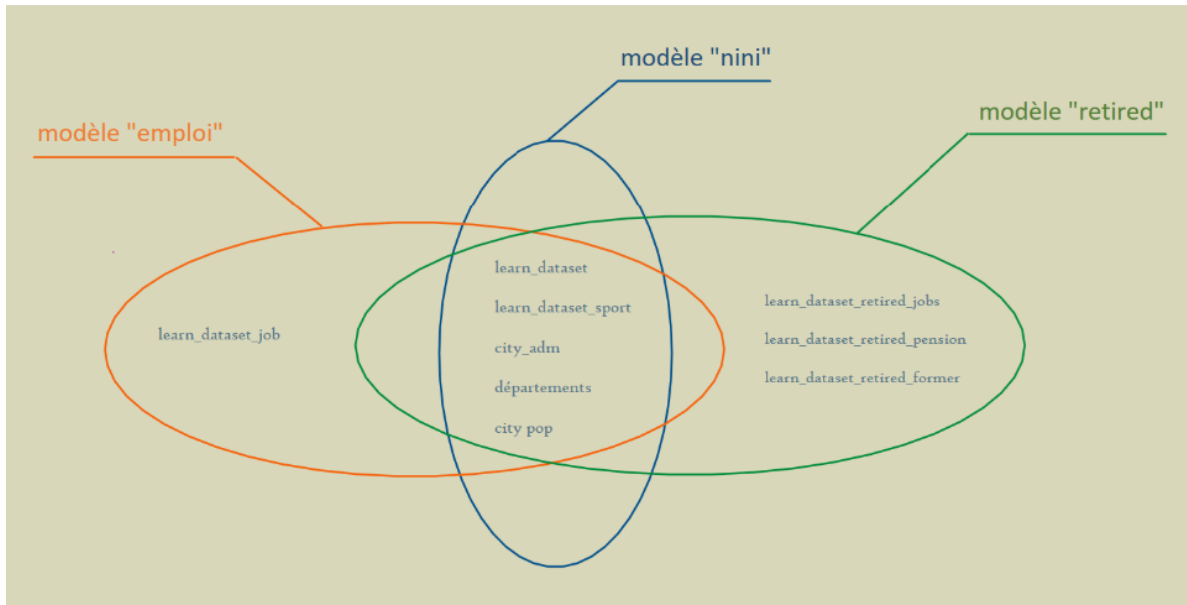 modèle "nini"
modèle "retired"
modèle "emploi"
learn_dataset
learn_dataset_sport
city_adm
départements
city pop
learn_dataset_job
learn_dataset_retired_jobs
learn_dataset_retired_pension
learn_dataset_retired_former